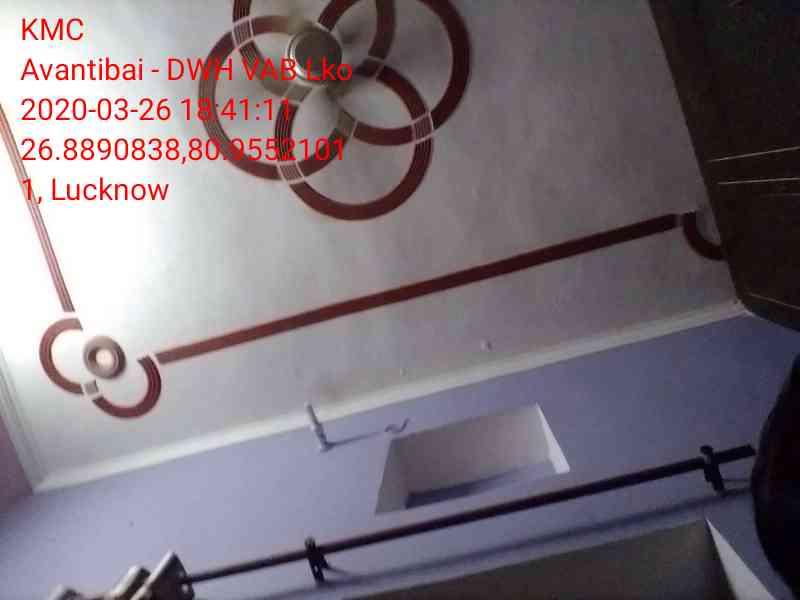 KMC
Avantibai - DWH VAB Lko
2020-03-26 18:41:11
26.8890838,80.9552101
1, Lucknow